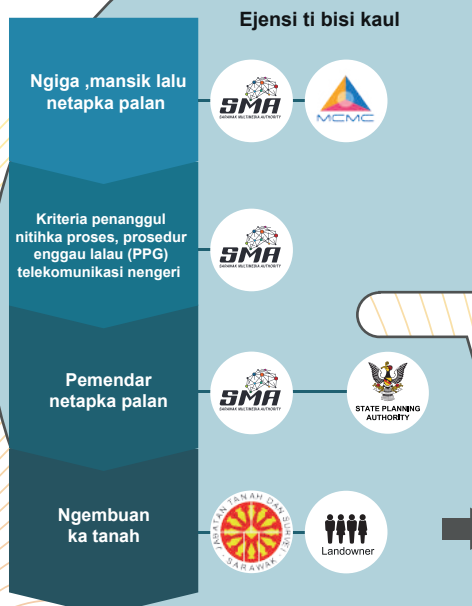 Ejensi ti bisi kaul
Ngiga ,mansik lalu
netapka palan
SMA
SARAWAK MULTIMEDIA AUTHORITY
MCMC
Kriteria penanggul
nitihka proses, prosedur
enggau lalau (PPG)
telekomunikasi nengeri
SMA
SARAWAK MULTIMEDIA AUTHORITY
Pemendar
netapka palan
SMA
SARAWAK MULTIMEDIA AUTHORITY
STATE PLANNING
AUTHORITY
Ngembuan
ka tanah
JABATAN TANAH DAN SURVEI
SARAWAK
Landowner